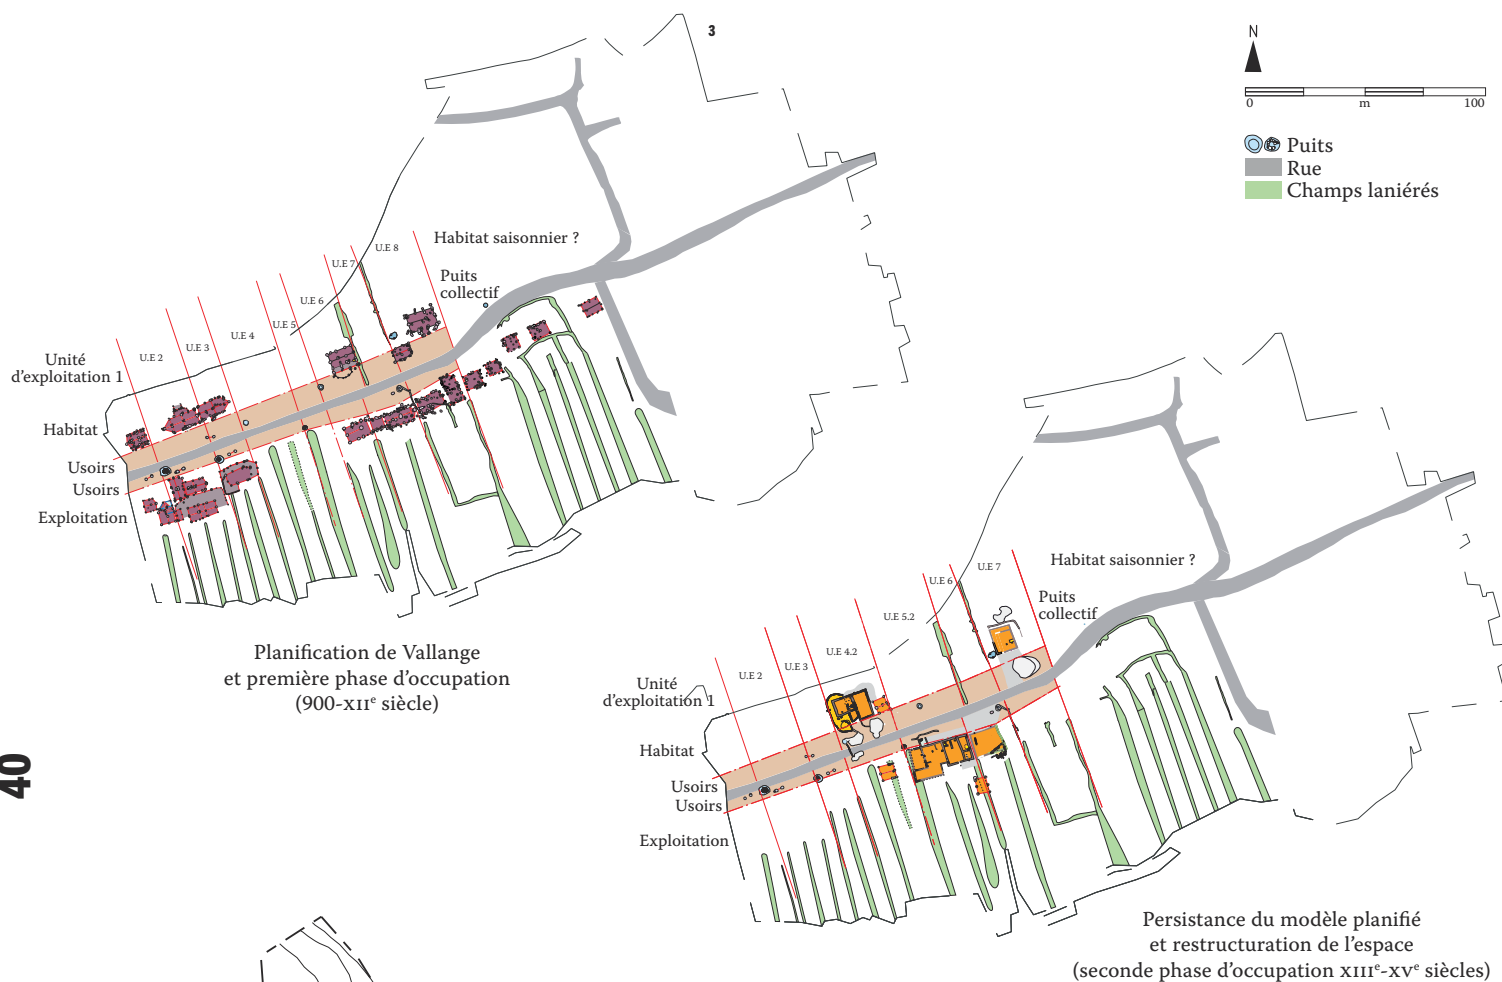 3
N
0 m 100
Puits
Rue
Champs laniérés
Habitat saisonnier ?
Puits
collectif
U.E 8
U.E 7
U.E 6
U.E 5
U.E 4
U.E 3
U.E 2
Unité
d'exploitation 1
Habitat
Usoirs
Usoirs
Exploitation
Planification de Vallange
et première phase d'occupation
(900-XIIe siècle)
Habitat saisonnier ?
Puits
collectif
U.E 7
U.E 6
U.E 5.2
U.E 4.2
U.E 3
U.E 2
Unité
d'exploitation 1
Habitat
Usoirs
Usoirs
Exploitation
Persistance du modèle planifié
et restructuration de l'espace
(seconde phase d'occupation XIIIe-XVe siècles)
40